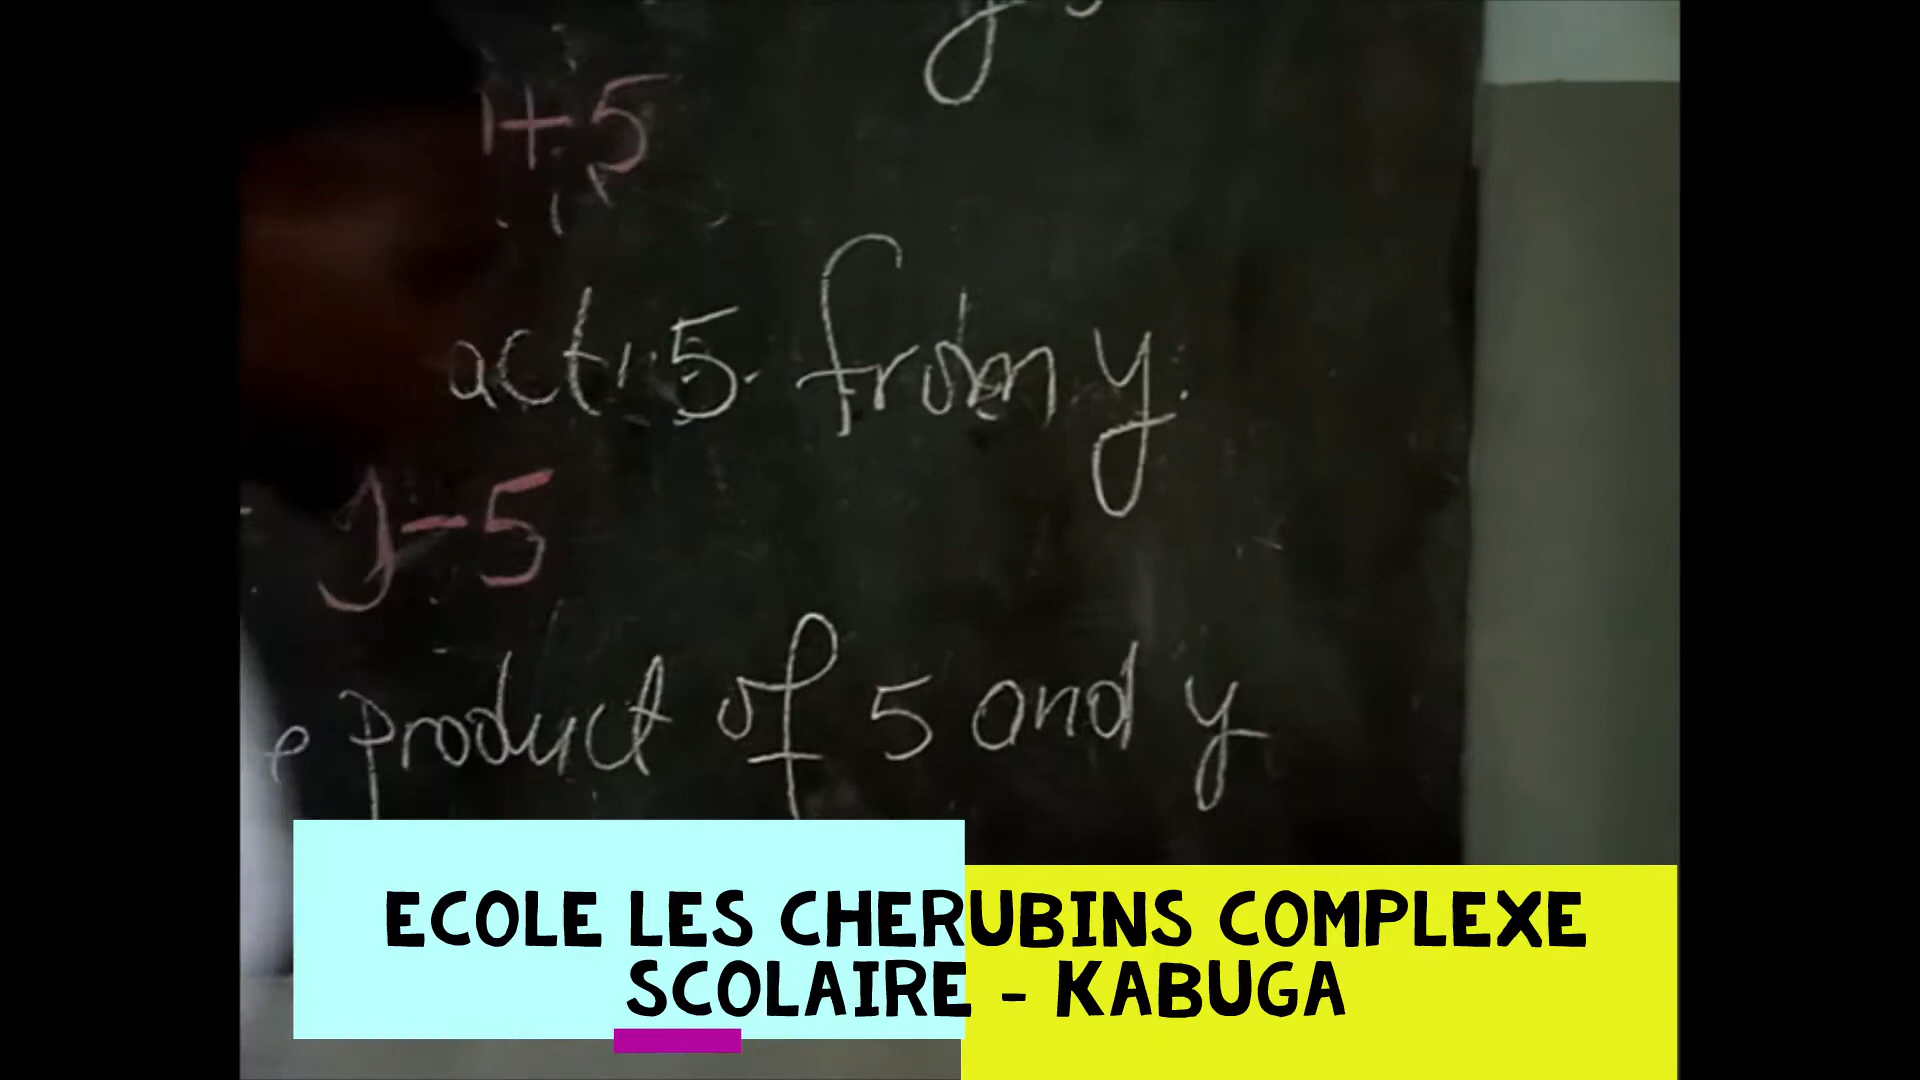 +5
act 5 from y.
y-5
e product of 5 and y
ECOLE LES CHERUBINS COMPLEXE
SCOLAIRE - KABUGA